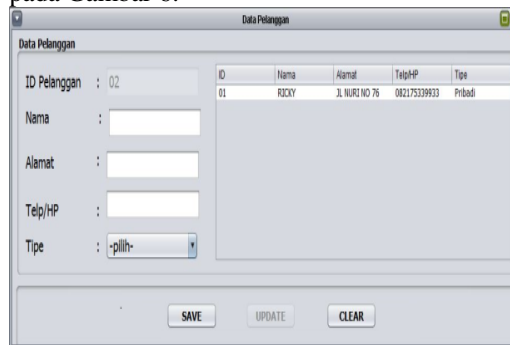 pada Gambar 6.
Data Pelanggan
Data Pelanggan
ID Pelanggan : 02
Nama :
Alamat :
Telp/HP :
Tipe : -pilih-
ID Nama Alamat Telp/HP Tipe
01 RICKY JL NURI NO 76 082175339933 Pribadi
SAVE UPDATE CLEAR